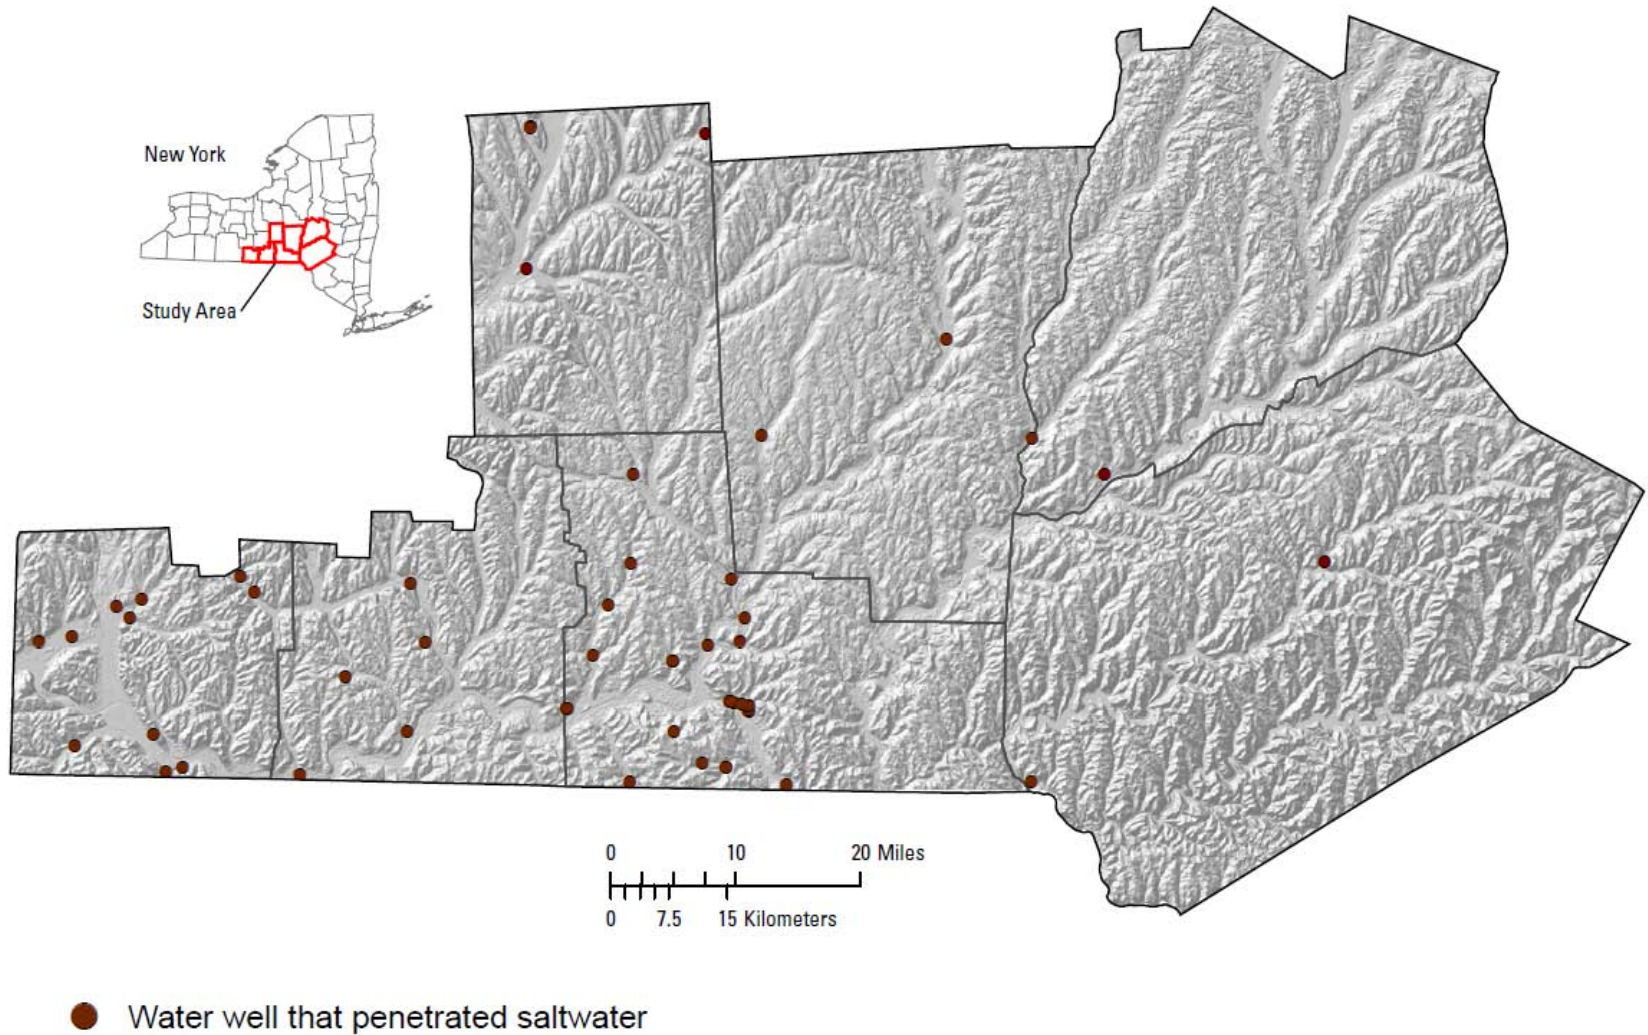 New York
Study Area
0 10 20 Miles
0 7.5 15 Kilometers
Water well that penetrated saltwater